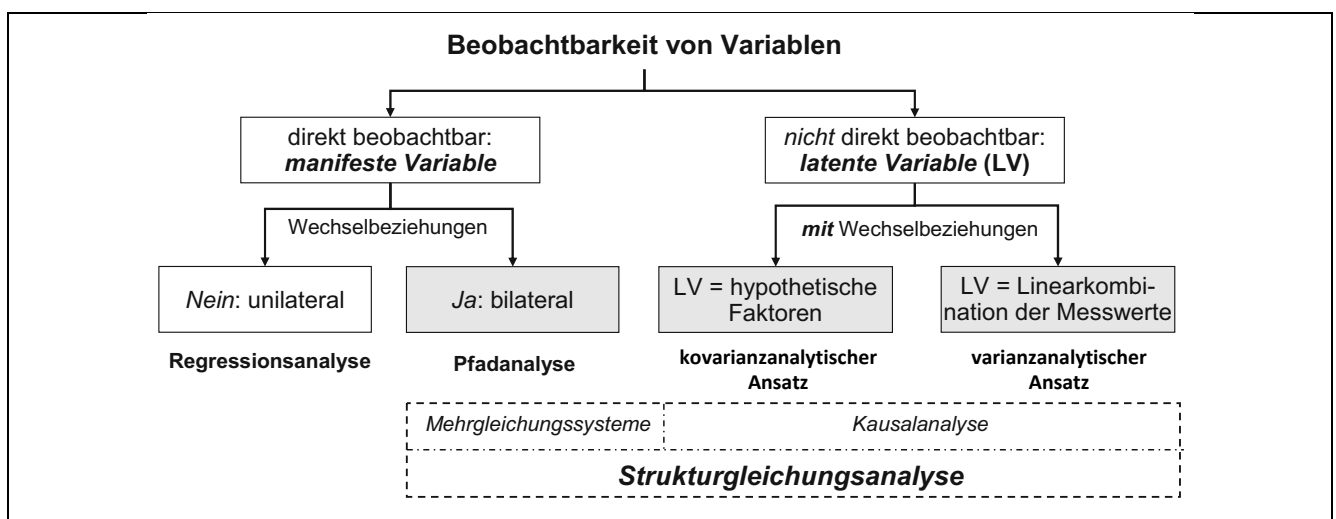 Beobachtbarkeit von Variablen
direkt beobachtbar:
manifeste Variable
nicht direkt beobachtbar:
latente Variable (LV)
Wechselbeziehungen
mit Wechselbeziehungen
Nein: unilateral
Ja: bilateral
LV = hypothetische
Faktoren
LV = Linearkombi-
nation der Messwerte
Regressionsanalyse
Pfadanalyse
kovarianzanalytischer
Ansatz
varianzanalytischer
Ansatz
Mehrgleichungssysteme
Kausalanalyse
Strukturgleichungsanalyse